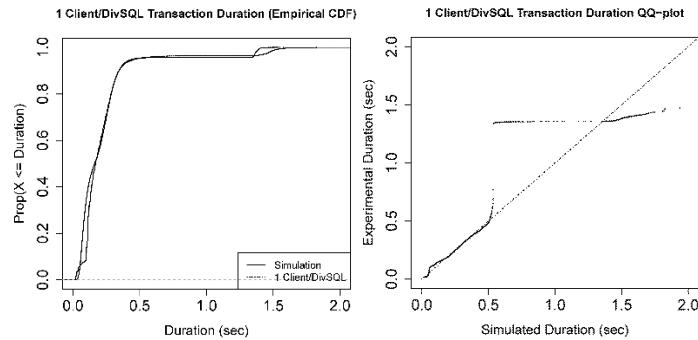 1 Client/DivSQL Transaction Duration (Empirical CDF)
Prop(X <= Duration)
1.0
0.8
0.6
0.4
0.2
0.0
Simulation
1 Client/DivSQL
0.0 0.5 1.0 1.5 2.0
Duration (sec)
1 Client/DivSQL Transaction Duration QQ-plot
Experimental Duration (sec)
2.0
1.5
1.0
0.5
0.0
0.0 0.5 1.0 1.5 2.0
Simulated Duration (sec)